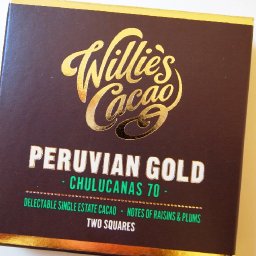 Willie's
Cacao
PERUVIAN GOLD
- CHULUCANAS 70 -
DELECTABLE SINGLE ESTATE CACAO · NOTES OF RAISINS & PLUMS
TWO SQUARES